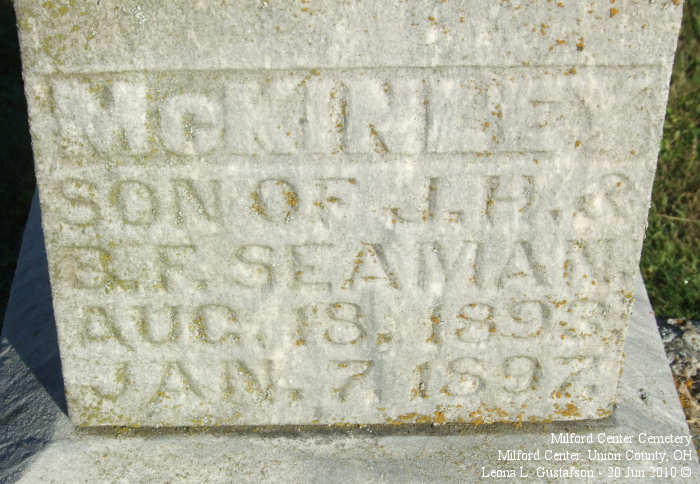 McKINLEY
SON OF J. H. &
B. F. SEAMAN.
AUG. 18, 1893.
JAN. 7, 1897.
Milford Center Cemetery
Milford Center, Union County, OH
Leona L. Gustafson - 20 Jun 2010 ©